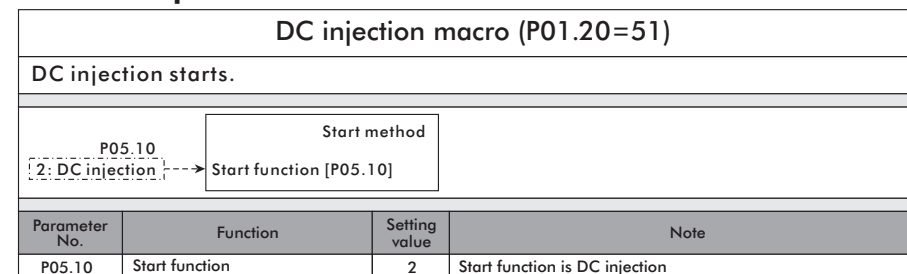 DC injection macro (P01.20=51)
DC injection starts.
Start method
P05.10
2: DC injection
Start function [P05.10]
Parameter No. Function Setting value Note
P05.10 Start function 2 Start function is DC injection